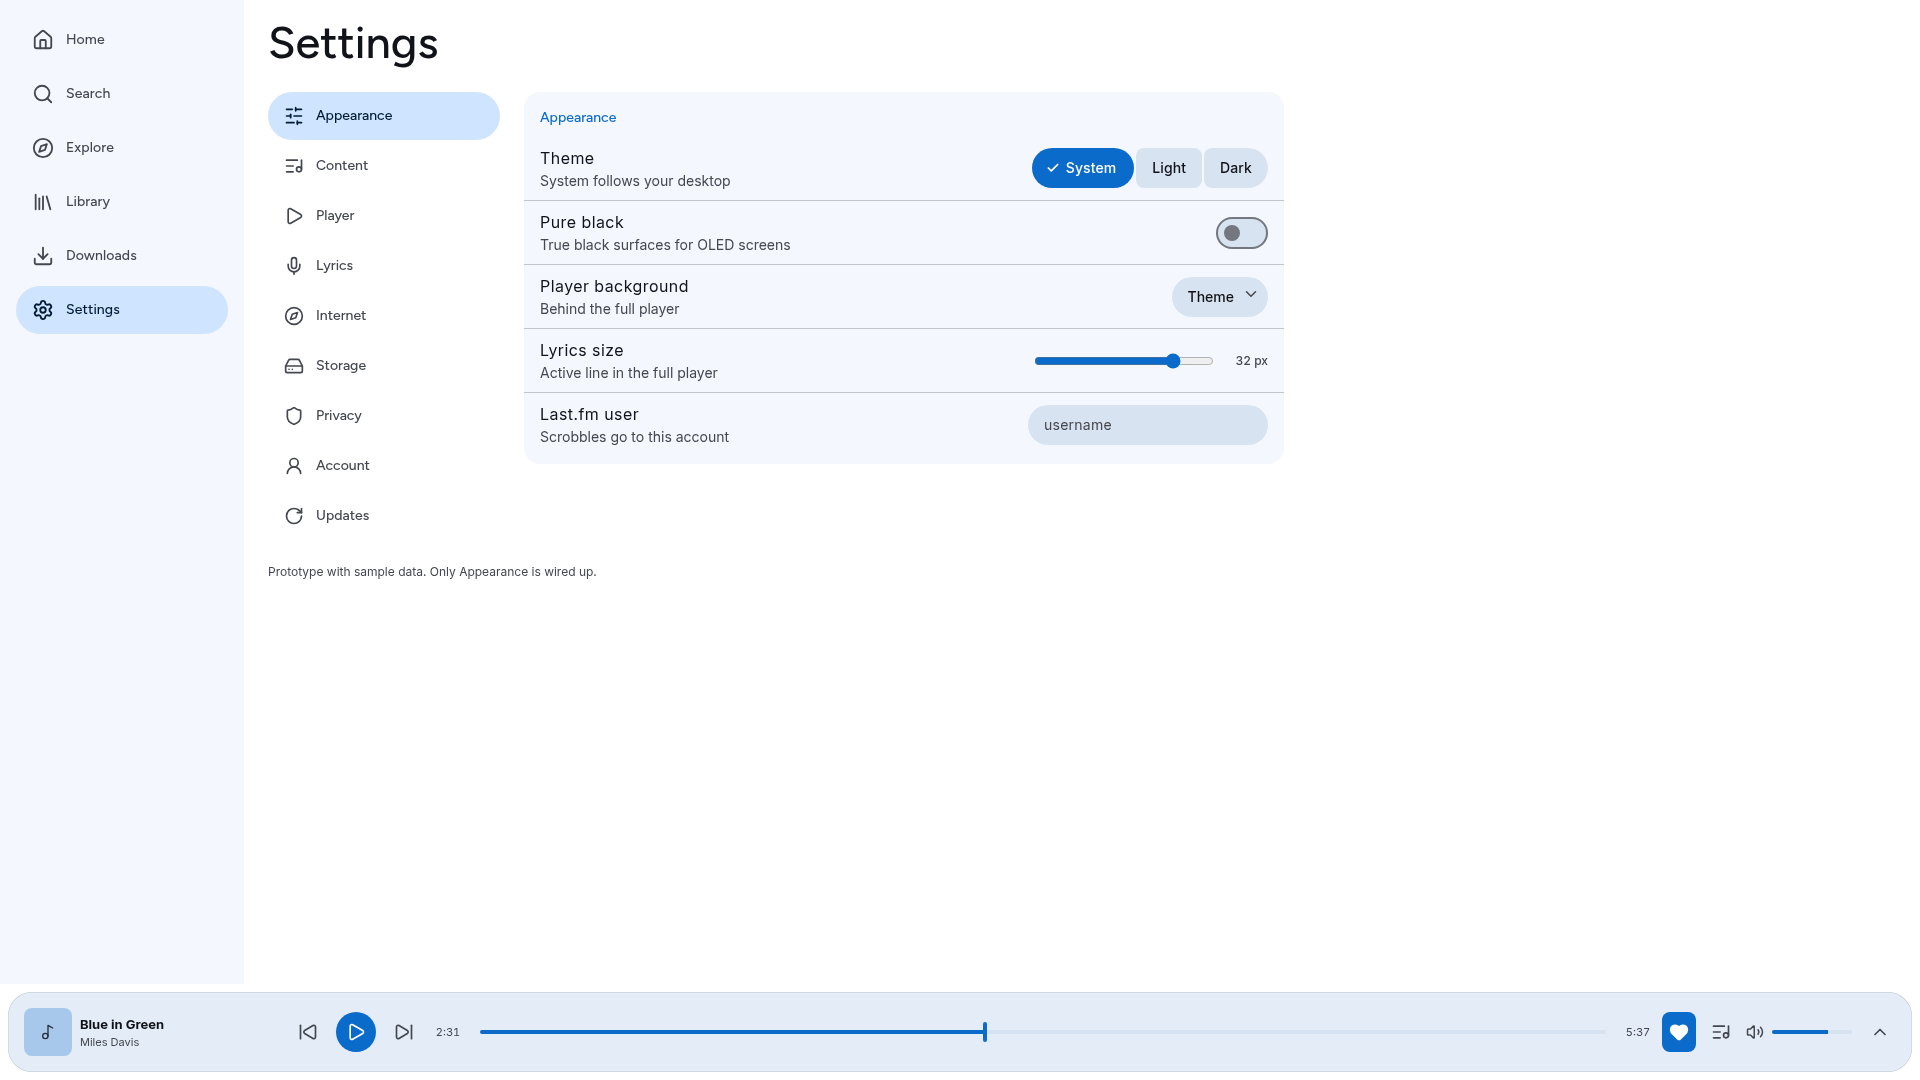 Home
Search
Explore
Library
Downloads
Settings
Settings
Appearance
Content
Player
Lyrics
Internet
Storage
Privacy
Account
Updates
Appearance
Theme
System follows your desktop
System Light Dark
Pure black
True black surfaces for OLED screens
Player background
Behind the full player
Theme
Lyrics size
Active line in the full player
32 px
Last.fm user
Scrobbles go to this account
username
Prototype with sample data. Only Appearance is wired up.
Blue in Green
Miles Davis
2:31
5:37